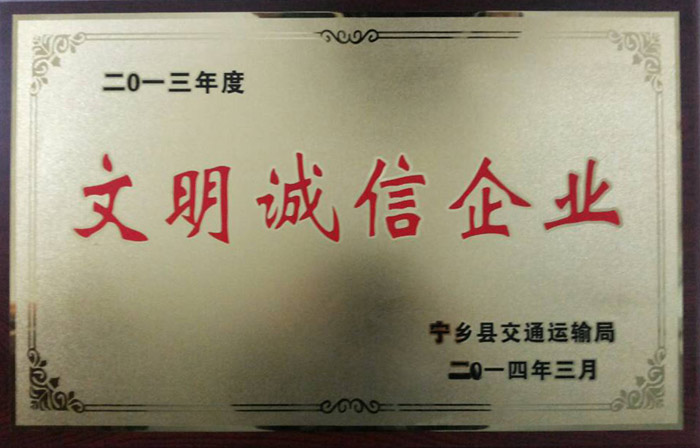 二0一三年度
文明诚信企业
宁乡县交通运输局
二0一四年三月